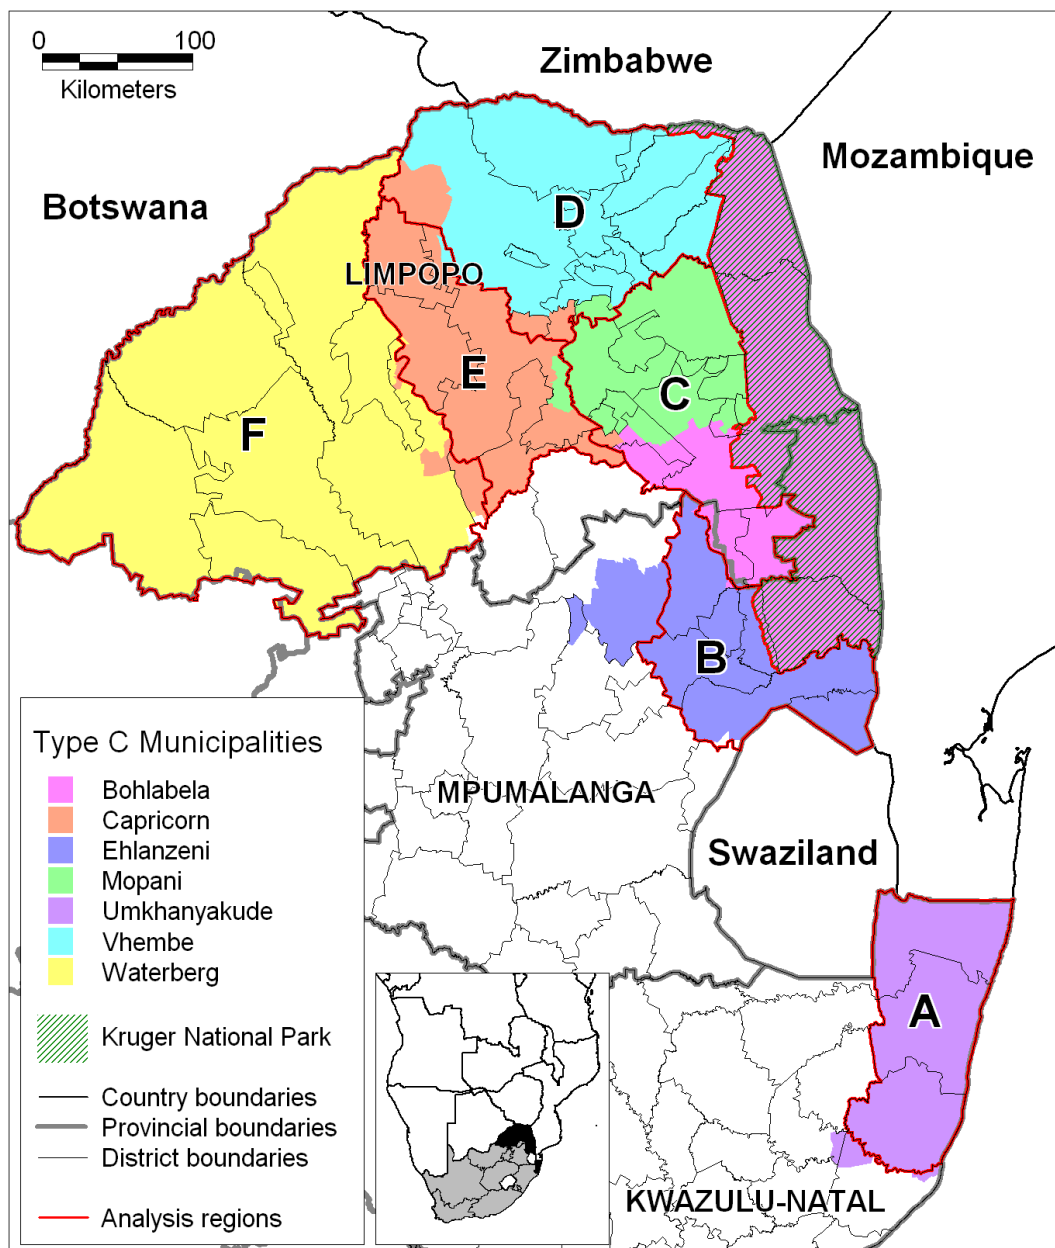 0 100
Kilometers
Zimbabwe
Mozambique
Botswana
D
LIMPOPO
E
C
F
B
Type C Municipalities
Bohlabela
Capricorn
Ehlanzeni
Mopani
Umkhanyakude
Vhembe
Waterberg
Kruger National Park
Country boundaries
Provincial boundaries
District boundaries
Analysis regions
MPUMALANGA
Swaziland
A
KWAZULU-NATAL